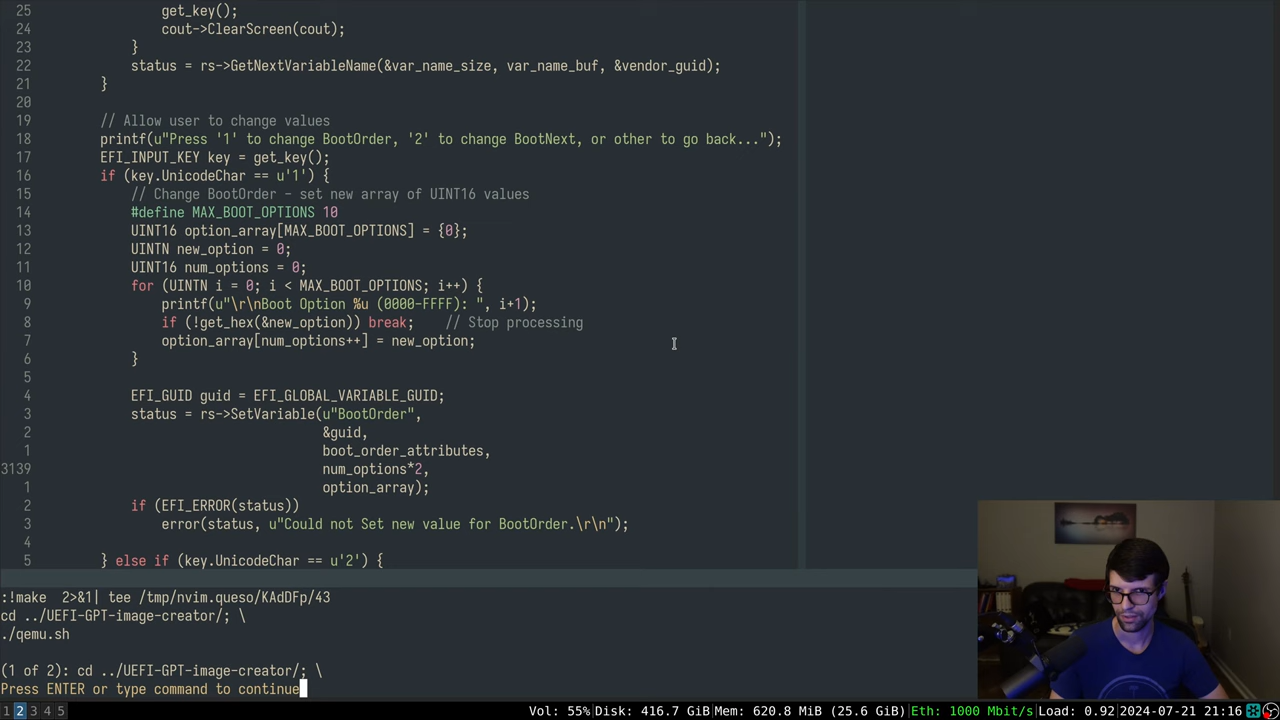 25                  get_key();
24                  cout->ClearScreen(cout);
23              }
22              status = rs->GetNextVariableName(&var_name_size, var_name_buf, &vendor_guid);
21          }
20
19          // Allow user to change values
18          printf(u"Press '1' to change BootOrder, '2' to change BootNext, or other to go back...");
17          EFI_INPUT_KEY key = get_key();
16          if (key.UnicodeChar == u'1') {
15              // Change BootOrder - set new array of UINT16 values
14              #define MAX_BOOT_OPTIONS 10
13              UINT16 option_array[MAX_BOOT_OPTIONS] = {0};
12              UINTN new_option = 0;
11              UINT16 num_options = 0;
10              for (UINTN i = 0; i < MAX_BOOT_OPTIONS; i++) {
9                   printf(u"\r\nBoot Option %u (0000-FFFF): ", i+1);
8                   if (!get_hex(&new_option)) break;    // Stop processing
7                   option_array[num_options++] = new_option;
6               }
5
4               EFI_GUID guid = EFI_GLOBAL_VARIABLE_GUID;
3               status = rs->SetVariable(u"BootOrder",
2                                        &guid,
1                                        boot_order_attributes,
3139                                     num_options*2,
1                                        option_array);
2               if (EFI_ERROR(status))
3                   error(status, u"Could not Set new value for BootOrder.\r\n");
4
5           } else if (key.UnicodeChar == u'2') {
:!make  2>&1| tee /tmp/nvim.queso/KAdDFp/43
cd ../UEFI-GPT-image-creator/; \
./qemu.sh
(1 of 2): cd ../UEFI-GPT-image-creator/; \
Press ENTER or type command to continue
1 2 3 4 5 Vol: 55%|Disk: 416.7 GiB|Mem: 620.8 MiB (25.6 GiB)|Eth: 1000 Mbit/s|Load: 0.92|2024-07-21 21:16